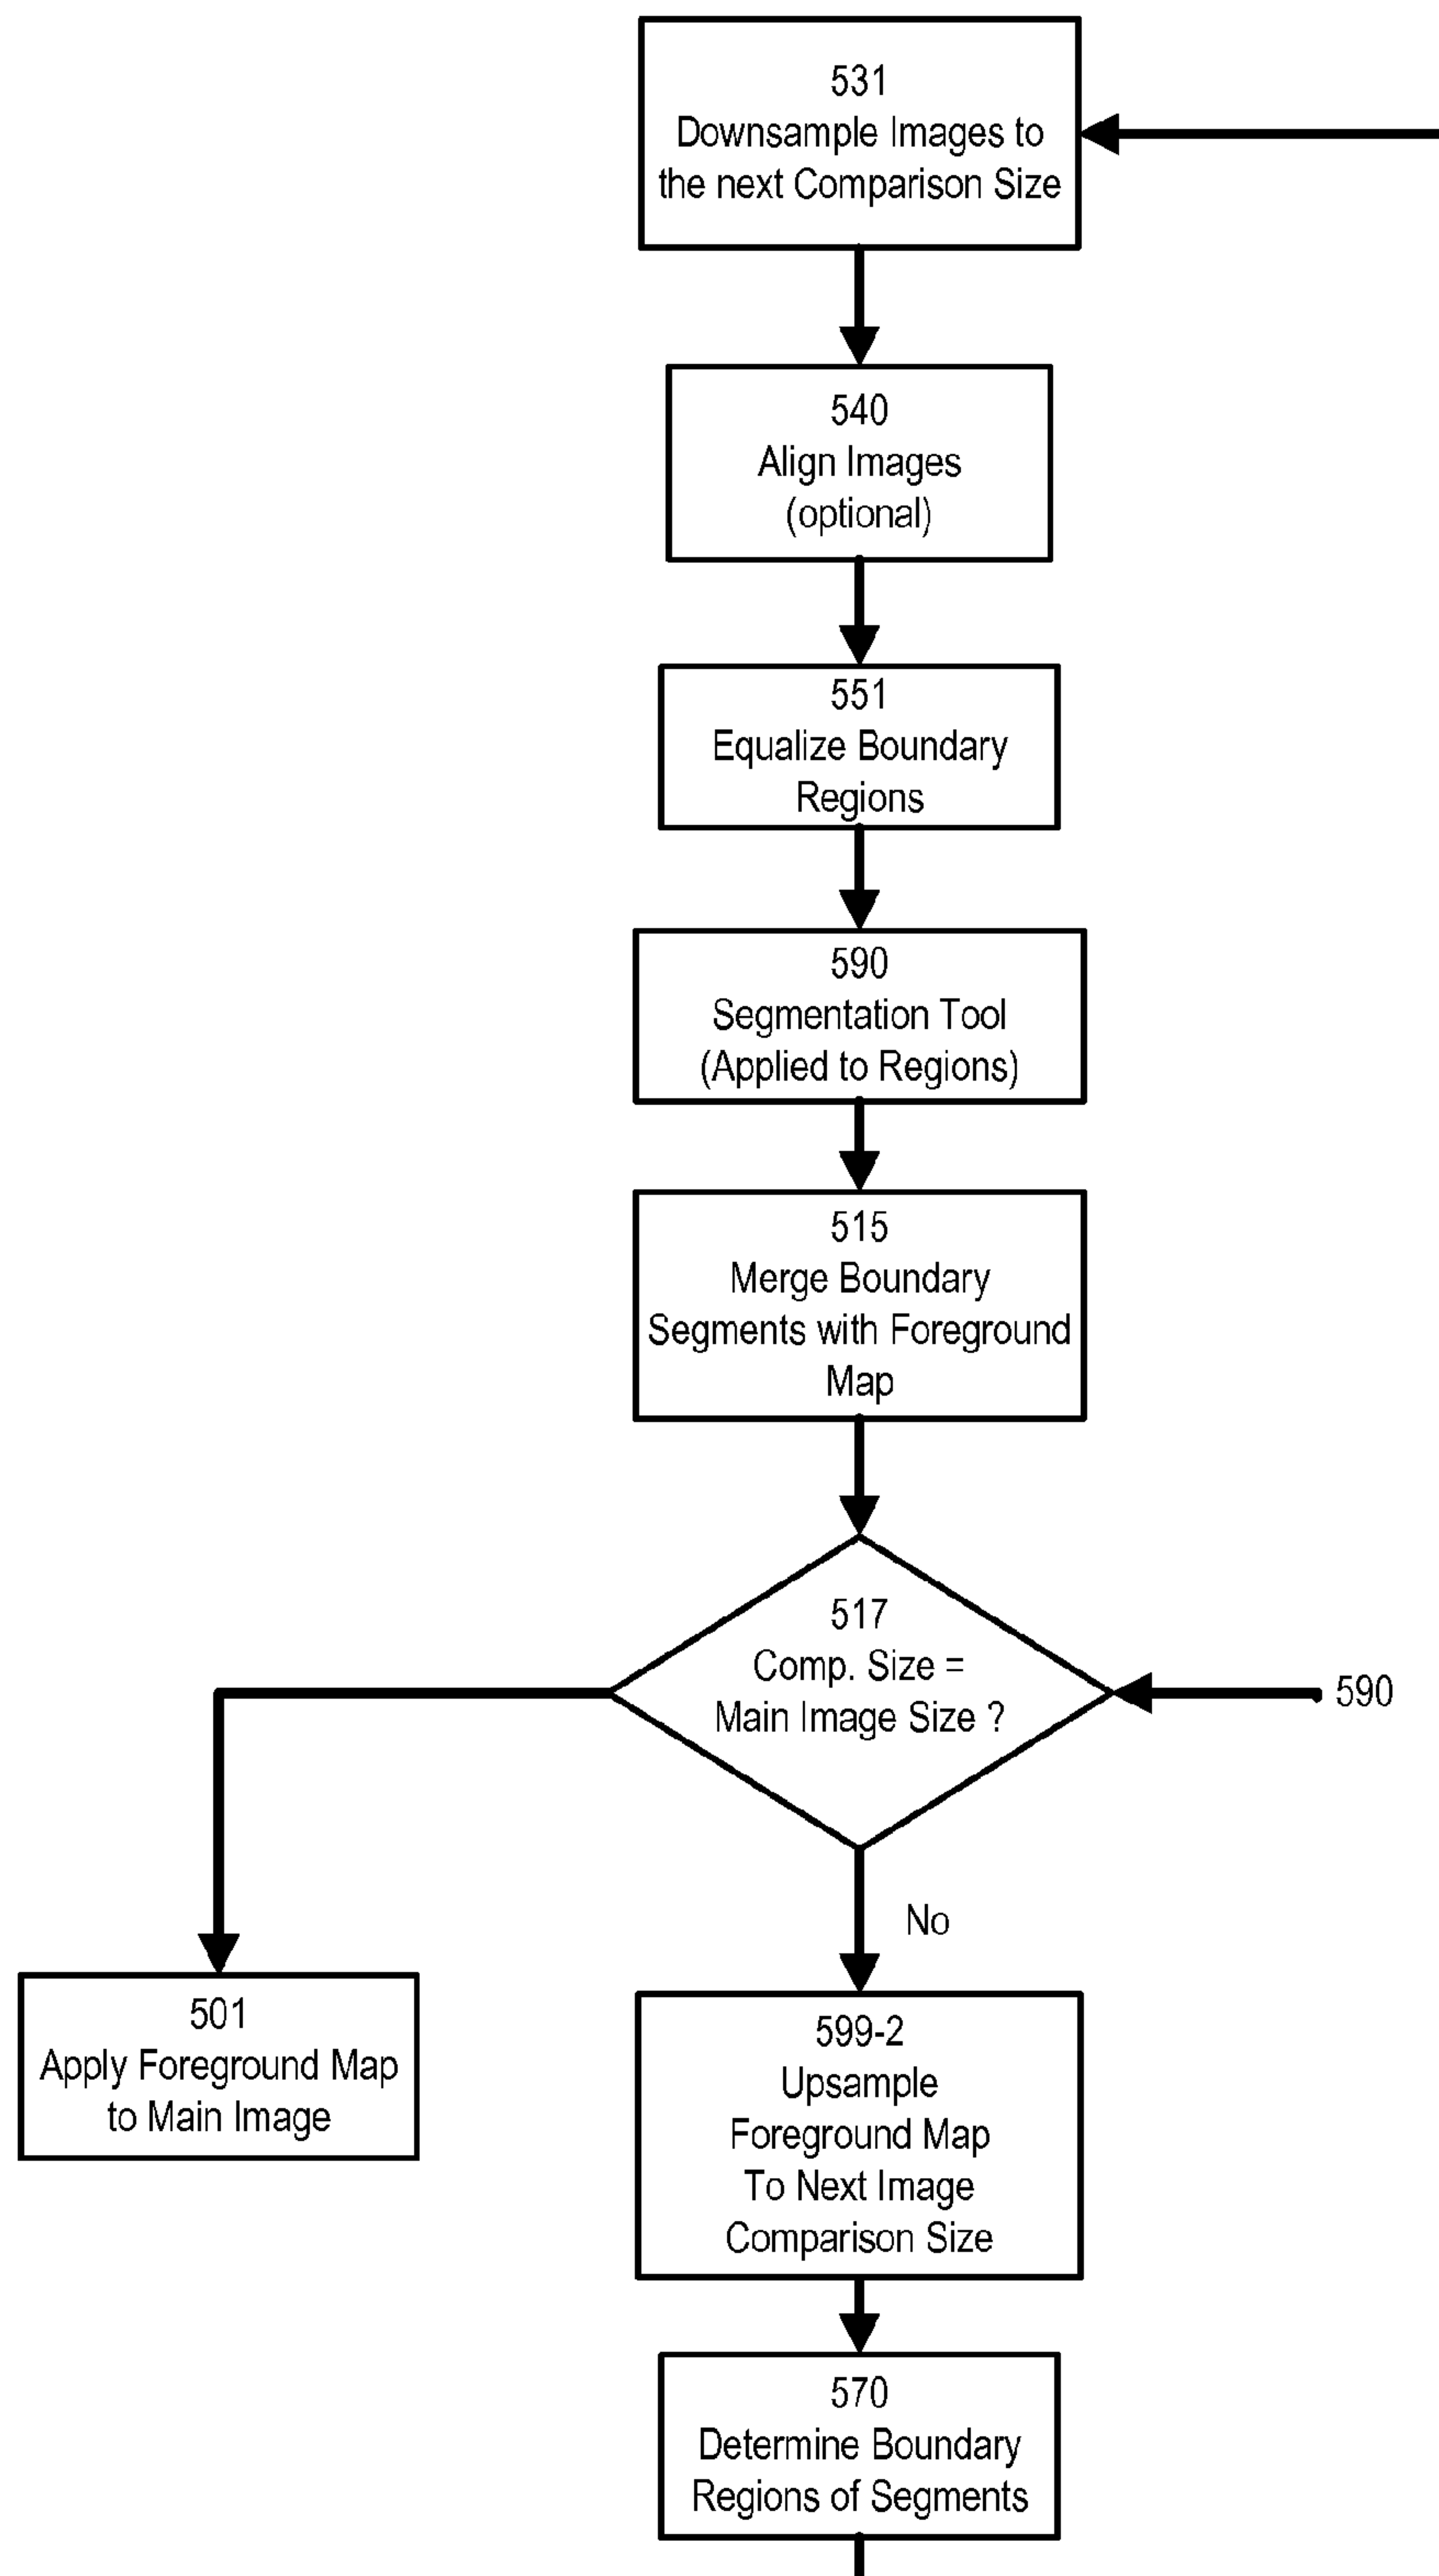 531
Downsample Images to
the next Comparison Size
540
Align Images
(optional)
551
Equalize Boundary
Regions
590
Segmentation Tool
(Applied to Regions)
515
Merge Boundary
Segments with Foreground
Map
517
Comp. Size =
Main Image Size ?
590
No
501
Apply Foreground Map
to Main Image
599-2
Upsample
Foreground Map
To Next Image
Comparison Size
570
Determine Boundary
Regions of Segments